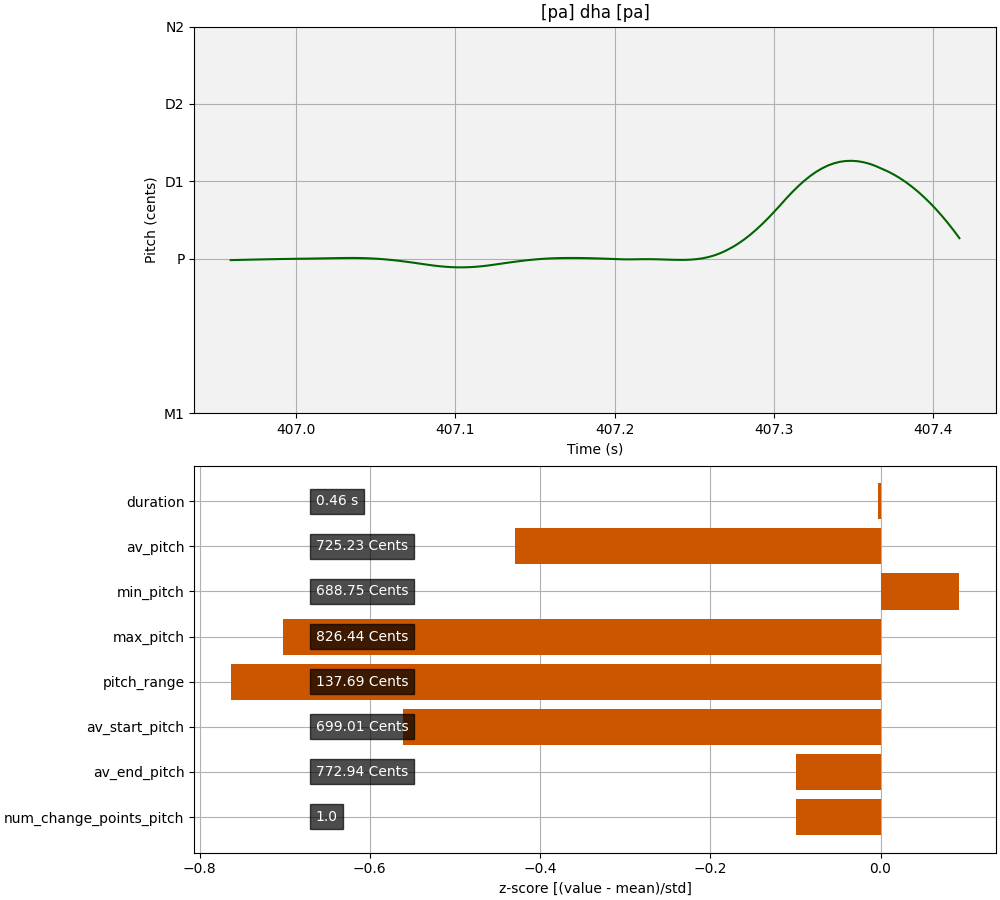 [pa] dha [pa]
N2
D2
D1
P
M1
Pitch (cents)
407.0 407.1 407.2 407.3 407.4
Time (s)
duration 0.46 s
av_pitch 725.23 Cents
min_pitch 688.75 Cents
max_pitch 826.44 Cents
pitch_range 137.69 Cents
av_start_pitch 699.01 Cents
av_end_pitch 772.94 Cents
num_change_points_pitch 1.0
−0.8 −0.6 −0.4 −0.2 0.0
z-score [(value - mean)/std]